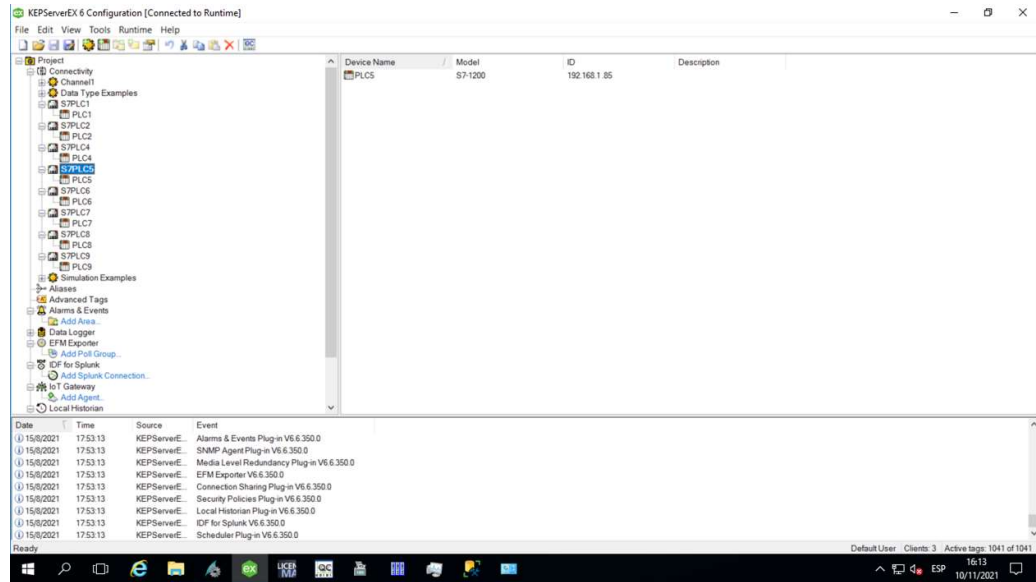 KEPServerEX 6 Configuration [Connected to Runtime]
File Edit View Tools Runtime Help
Project
Connectivity
Channel1
Data Type Examples
S7PLC1
PLC1
S7PLC2
PLC2
S7PLC4
PLC4
S7PLC5
PLC5
S7PLC6
PLC6
S7PLC7
PLC7
S7PLC8
PLC8
S7PLC9
PLC9
Simulation Examples
Aliases
Advanced Tags
Alarms & Events
Add Area...
Data Logger
EFM Exporter
Add Poll Group...
IDF for Splunk
Add Splunk Connection...
IoT Gateway
Add Agent...
Local Historian
Device Name / Model ID Description
PLC5 S7-1200 192.168.1.85
Date Time Source Event
15/8/2021 17:53:13 KEPServerE... Alarms & Events Plug-in V6.6.350.0
15/8/2021 17:53:13 KEPServerE... SNMP Agent Plug-in V6.6.350.0
15/8/2021 17:53:13 KEPServerE... Media Level Redundancy Plug-in V6.6.350.0
15/8/2021 17:53:13 KEPServerE... EFM Exporter V6.6.350.0
15/8/2021 17:53:13 KEPServerE... Connection Sharing Plug-in V6.6.350.0
15/8/2021 17:53:13 KEPServerE... Security Policies Plug-in V6.6.350.0
15/8/2021 17:53:13 KEPServerE... Local Historian Plug-in V6.6.350.0
15/8/2021 17:53:13 KEPServerE... IDF for Splunk V6.6.350.0
15/8/2021 17:53:13 KEPServerE... Scheduler Plug-in V6.6.350.0
Ready Default User Clients: 3 Active tags: 1041 of 1041
ex LICEN MA QC ESP 16:13
10/11/2021